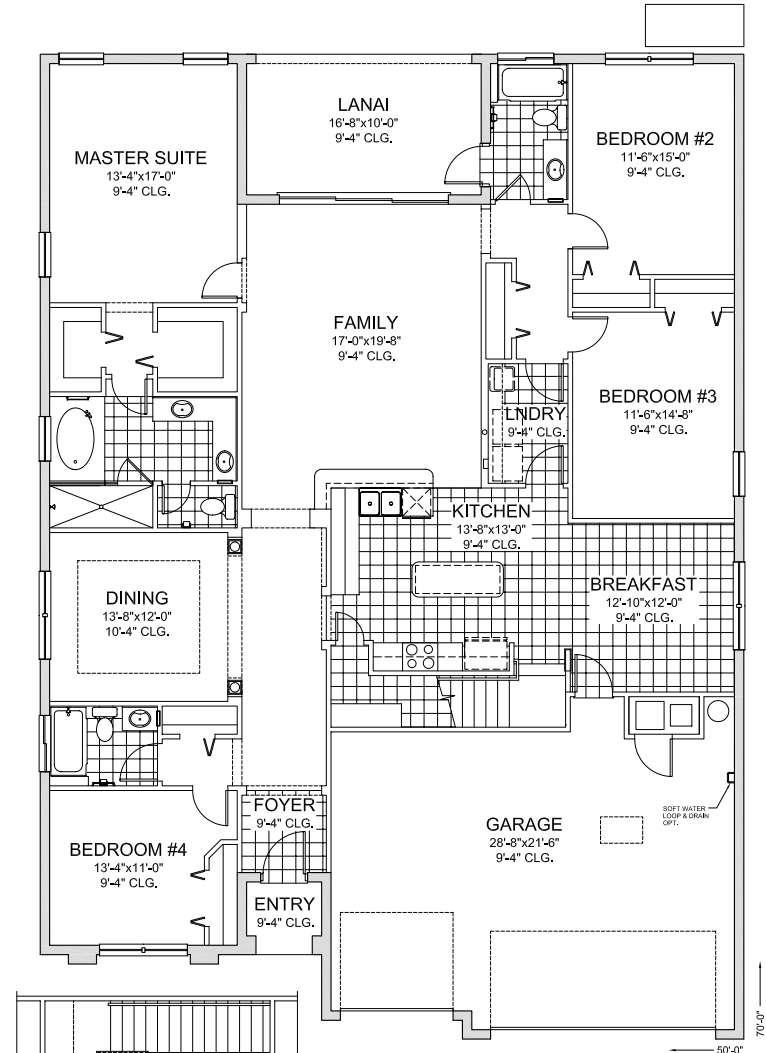 LANAI
16'-8"x10'-0"
9'-4" CLG.
MASTER SUITE
13'-4"x17'-0"
9'-4" CLG.
BEDROOM #2
11'-6"x15'-0"
9'-4" CLG.
FAMILY
17'-0"x19'-8"
9'-4" CLG.
BEDROOM #3
11'-6"x14'-8"
9'-4" CLG.
LNDRY
9'-4" CLG.
KITCHEN
13'-8"x13'-0"
9'-4" CLG.
BREAKFAST
12'-10"x12'-0"
9'-4" CLG.
DINING
13'-8"x12'-0"
10'-4" CLG.
FOYER
9'-4" CLG.
SOFT WATER
LOOP & DRAIN
OPT.
GARAGE
28'-8"x21'-6"
9'-4" CLG.
BEDROOM #4
13'-4"x11'-0"
9'-4" CLG.
ENTRY
9'-4" CLG.
70'-0"
50'-0"